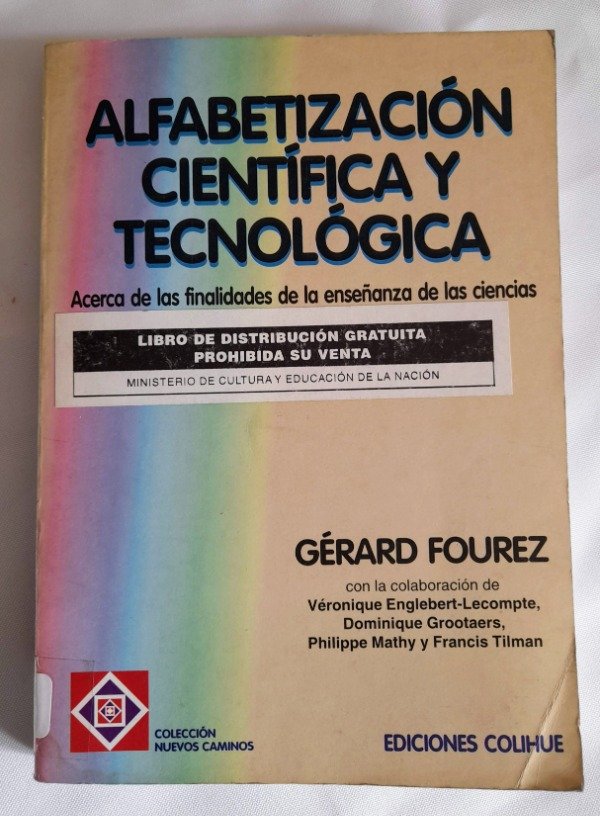 ALFABETIZACIÓN
CIENTÍFICA Y
TECNOLÓGICA
Acerca de las finalidades de la enseñanza de las ciencias
LIBRO DE DISTRIBUCIÓN GRATUITA
PROHIBIDA SU VENTA
MINISTERIO DE CULTURA Y EDUCACIÓN DE LA NACIÓN
GÉRARD FOUREZ
con la colaboración de
Véronique Englebert-Lecompte,
Dominique Grootaers,
Philippe Mathy y Francis Tilman
COLECCIÓN
NUEVOS CAMINOS
EDICIONES COLIHUE